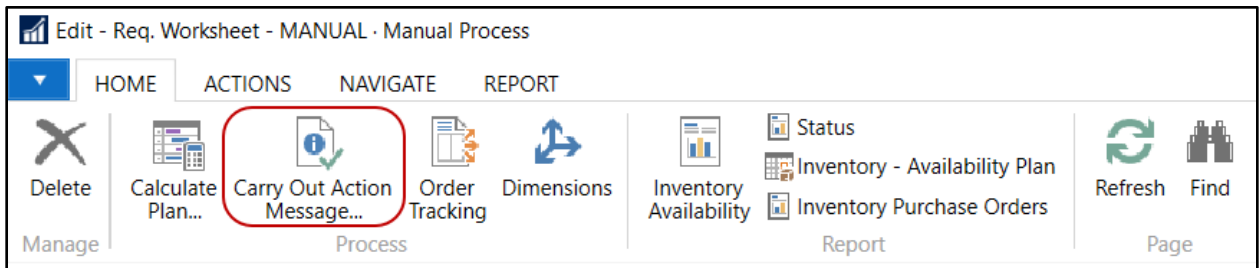 Edit - Req. Worksheet - MANUAL · Manual Process
HOME ACTIONS NAVIGATE REPORT
Delete
Calculate
Plan...
Carry Out Action
Message...
Order
Tracking
Dimensions
Manage
Process
Inventory
Availability
Status
Inventory - Availability Plan
Inventory Purchase Orders
Report
Refresh
Find
Page